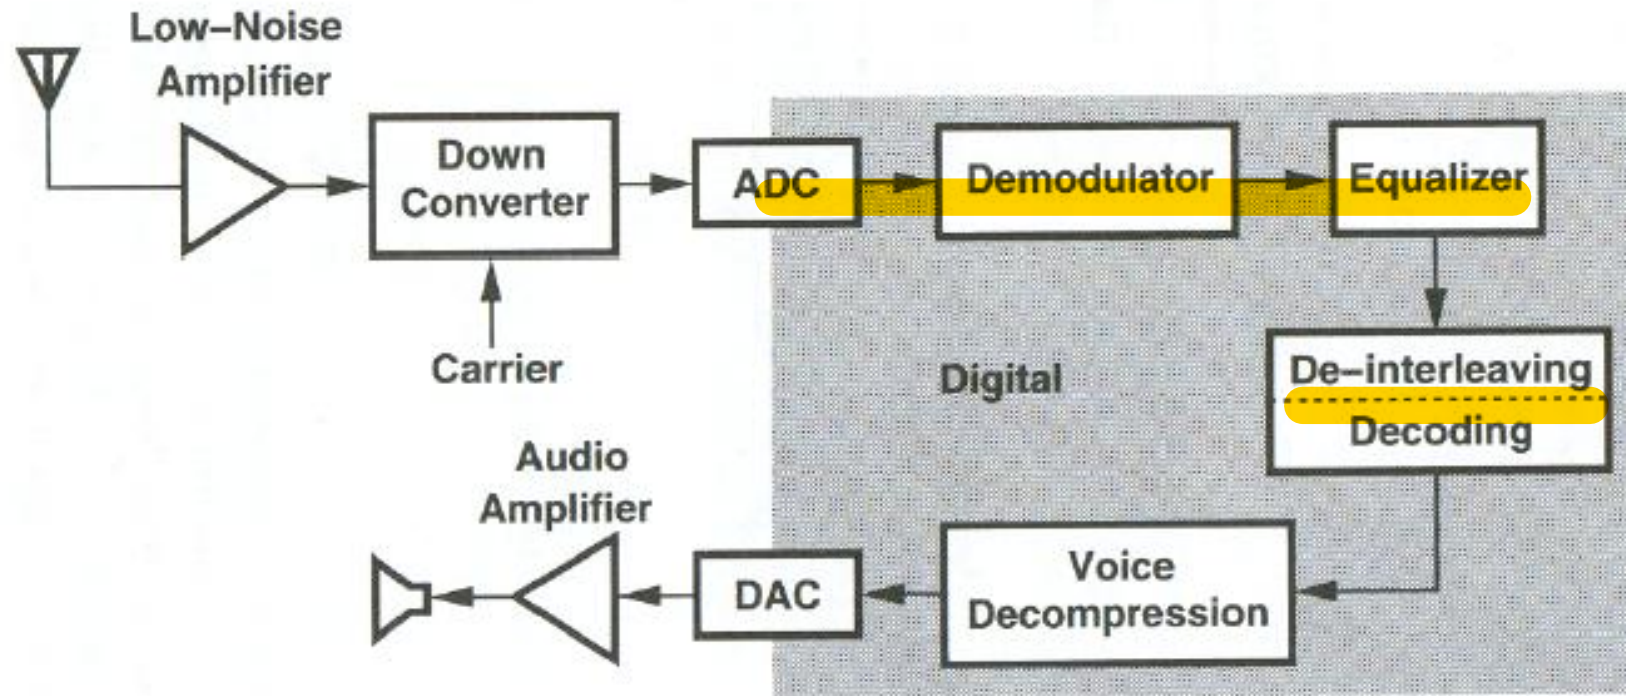 Low–Noise
Amplifier
Down
Converter
ADC
Demodulator
Equalizer
Carrier
Digital
De–interleaving
Decoding
Audio
Amplifier
DAC
Voice
Decompression